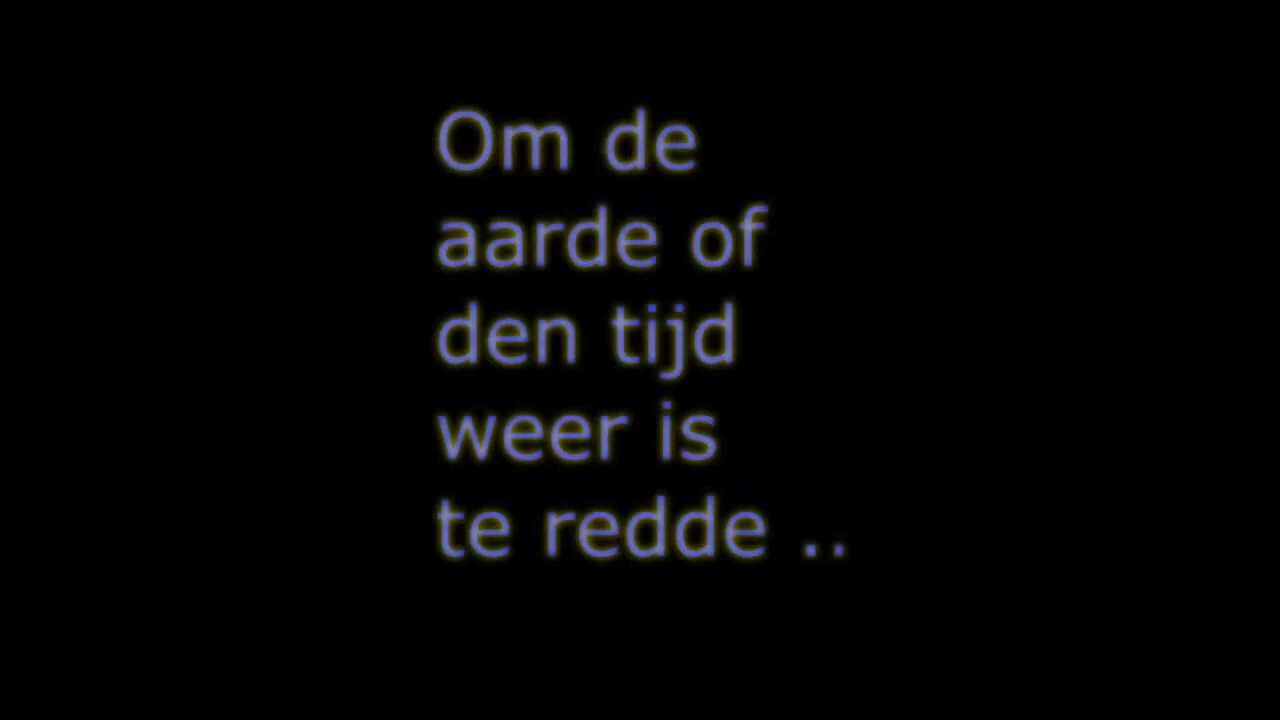 Om de
aarde of
den tijd
weer is
te redde ..